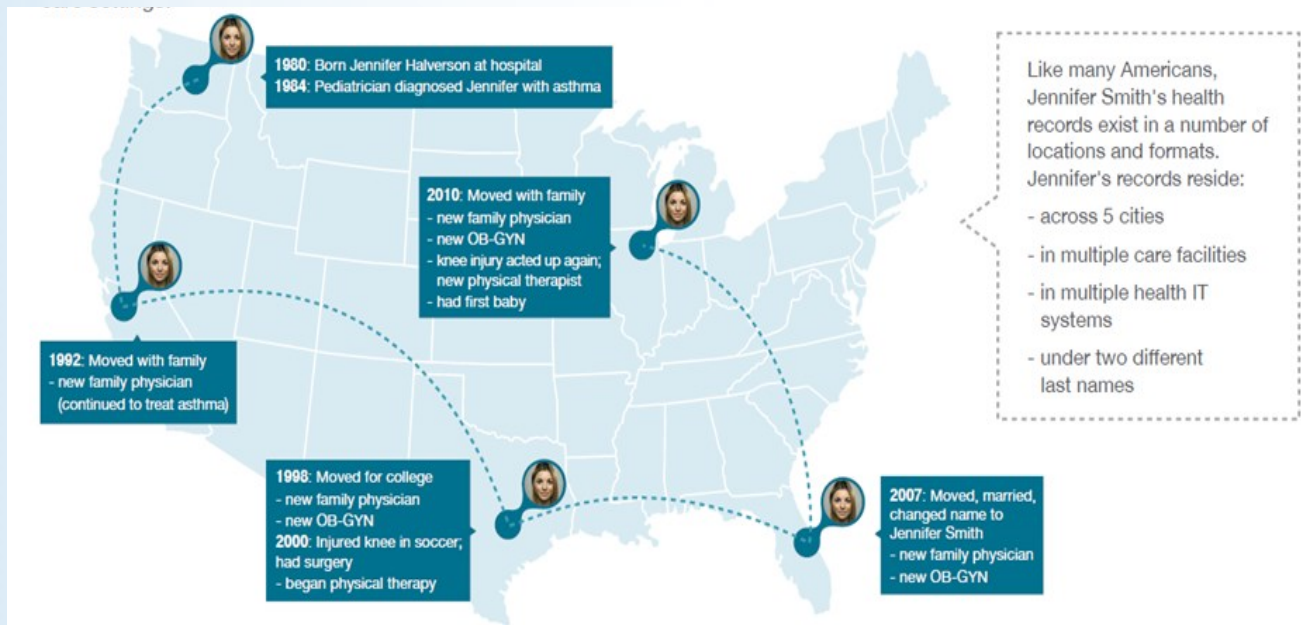 1980: Born Jennifer Halverson at hospital
1984: Pediatrician diagnosed Jennifer with asthma
1992: Moved with family
- new family physician
(continued to treat asthma)
1998: Moved for college
- new family physician
- new OB-GYN
2000: Injured knee in soccer;
had surgery
- began physical therapy
2007: Moved, married,
changed name to
Jennifer Smith
- new family physician
- new OB-GYN
2010: Moved with family
- new family physician
- new OB-GYN
- knee injury acted up again;
new physical therapist
- had first baby
Like many Americans,
Jennifer Smith's health
records exist in a number of
locations and formats.
Jennifer's records reside:
- across 5 cities
- in multiple care facilities
- in multiple health IT
systems
- under two different
last names